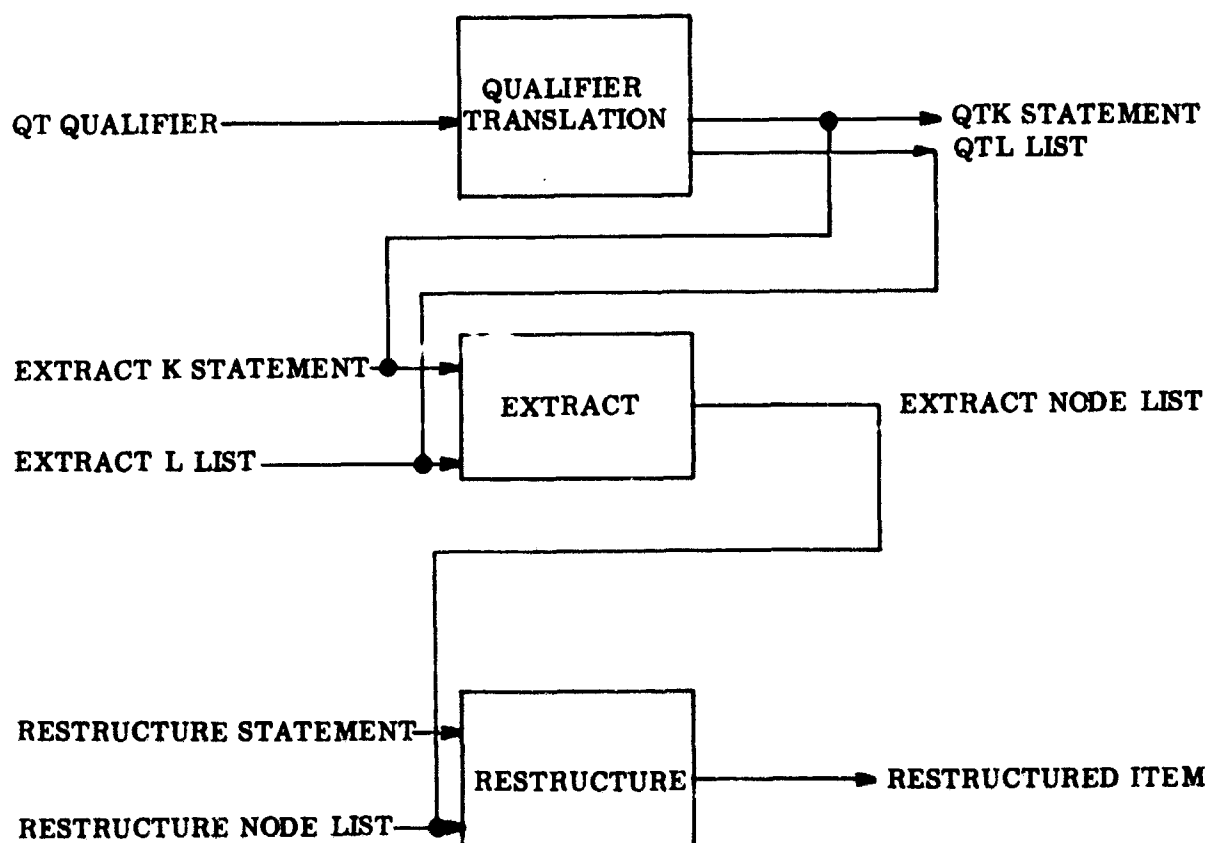 QUALIFIER
TRANSLATION
QT QUALIFIER
QTK STATEMENT
QTL LIST
EXTRACT K STATEMENT
EXTRACT
EXTRACT NODE LIST
EXTRACT L LIST
RESTRUCTURE STATEMENT
RESTRUCTURE
RESTRUCTURED ITEM
RESTRUCTURE NODE LIST